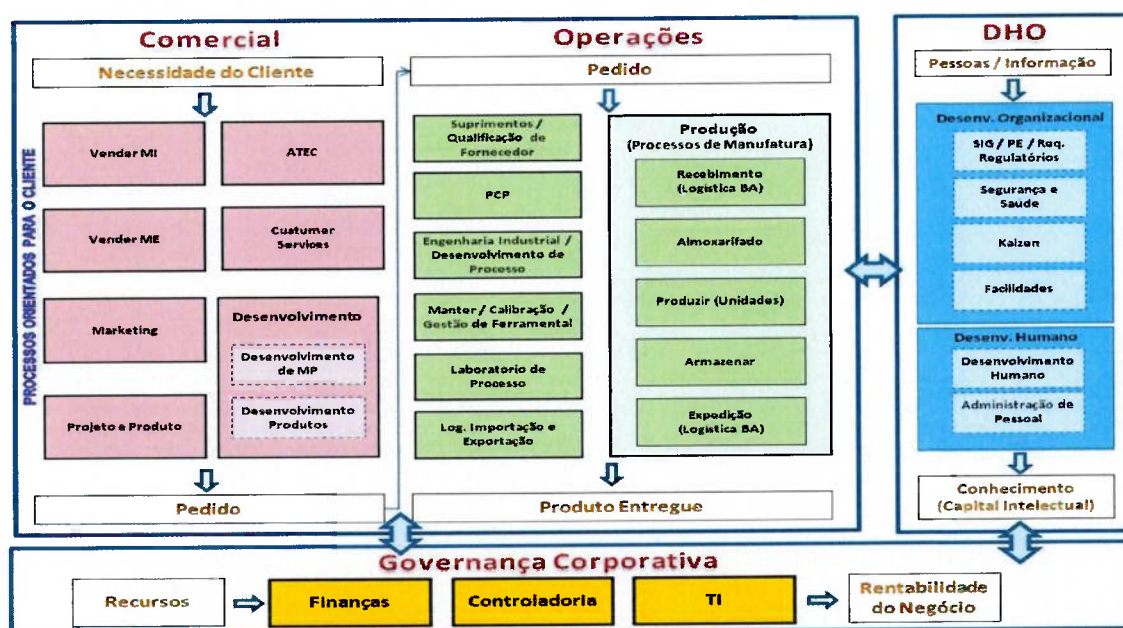 Comercial
Necessidade do Cliente
Vender MI
ATEC
Vender ME
Custumer
Services
Marketing
Desenvolvimento
Desenvolvimento
de MP
Desenvolvimento
Produtos
Projeto e Produto
Pedido
PROCESSOS ORIENTADOS PARA O CLIENTE
Operações
Pedido
Suprimentos /
Qualificação de
Fornecedor
PCP
Engenharia Industrial /
Desenvolvimento de
Processo
Manter / Calibração /
Gestão de Ferramental
Laboratorio de
Processo
Log. Importação e
Exportação
Produção
(Processos de Manufatura)
Recebimento
(Logística BA)
Almoxarifado
Produzir (Unidades)
Armazenar
Expedição
(Logística BA)
Produto Entregue
DHO
Pessoas / Informação
Desenv. Organizacional
SIG / PE / Req.
Regulatórios
Segurança e
Saúde
Kaizen
Facilidades
Desenv. Humano
Desenvolvimento
Humano
Administração de
Pessoal
Conhecimento
(Capital Intelectual)
Governança Corporativa
Recursos
Finanças
Controladoria
TI
Rentabilidade
do Negócio